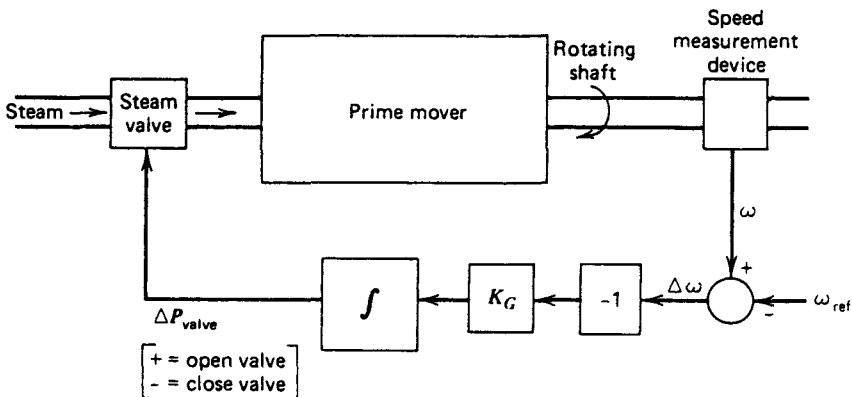 Speed
measurement
device
Rotating
shaft
Steam
Steam
valve
Prime mover
ω
+
-
ω_ref
Δω
-1
K_G
∫
ΔP_valve
+ = open valve
- = close valve